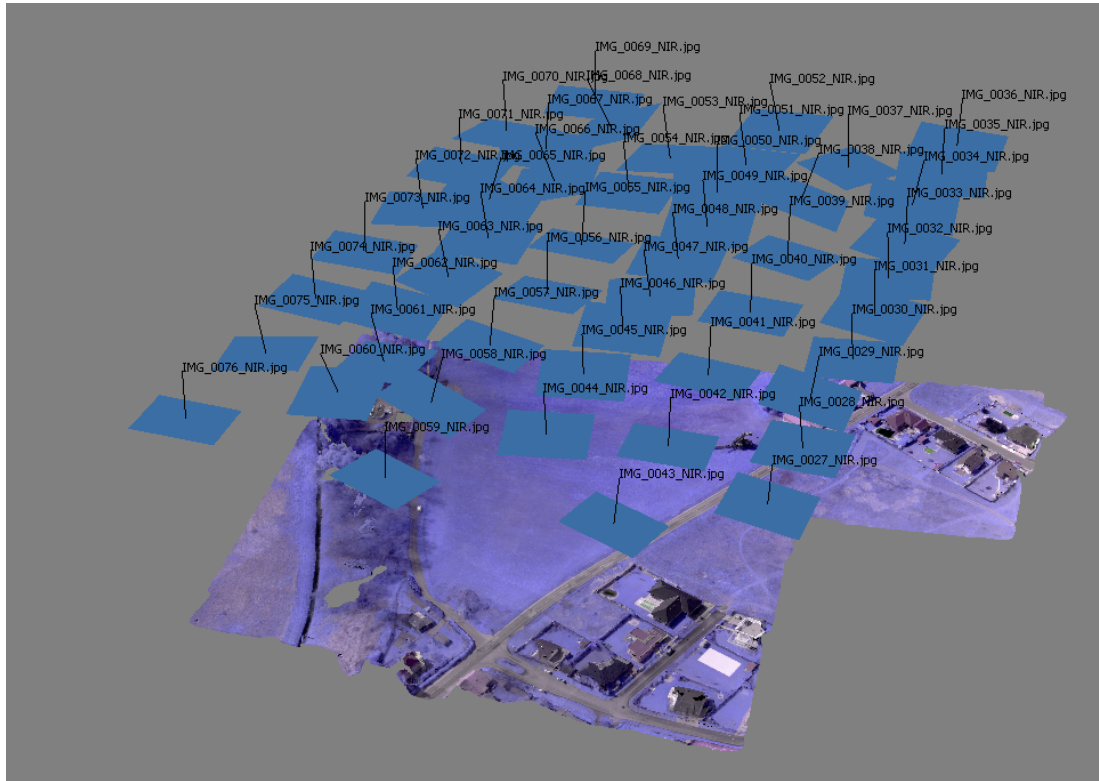 IMG_0069_NIR.jpg
IMG_0070_NIR.jpg
IMG_0068_NIR.jpg
IMG_0052_NIR.jpg
IMG_0067_NIR.jpg
IMG_0053_NIR.jpg
IMG_0036_NIR.jpg
IMG_0051_NIR.jpg
IMG_0037_NIR.jpg
IMG_0071_NIR.jpg
IMG_0035_NIR.jpg
IMG_0066_NIR.jpg
IMG_0054_NIR.jpg
IMG_0050_NIR.jpg
IMG_0038_NIR.jpg
IMG_0072_NIR.jpg
IMG_0065_NIR.jpg
IMG_0034_NIR.jpg
IMG_0049_NIR.jpg
IMG_0064_NIR.jpg
IMG_0055_NIR.jpg
IMG_0033_NIR.jpg
IMG_0073_NIR.jpg
IMG_0039_NIR.jpg
IMG_0048_NIR.jpg
IMG_0063_NIR.jpg
IMG_0032_NIR.jpg
IMG_0056_NIR.jpg
IMG_0074_NIR.jpg
IMG_0047_NIR.jpg
IMG_0062_NIR.jpg
IMG_0040_NIR.jpg
IMG_0031_NIR.jpg
IMG_0046_NIR.jpg
IMG_0057_NIR.jpg
IMG_0075_NIR.jpg
IMG_0061_NIR.jpg
IMG_0030_NIR.jpg
IMG_0041_NIR.jpg
IMG_0045_NIR.jpg
IMG_0060_NIR.jpg
IMG_0058_NIR.jpg
IMG_0029_NIR.jpg
IMG_0076_NIR.jpg
IMG_0044_NIR.jpg
IMG_0042_NIR.jpg
IMG_0028_NIR.jpg
IMG_0059_NIR.jpg
IMG_0027_NIR.jpg
IMG_0043_NIR.jpg